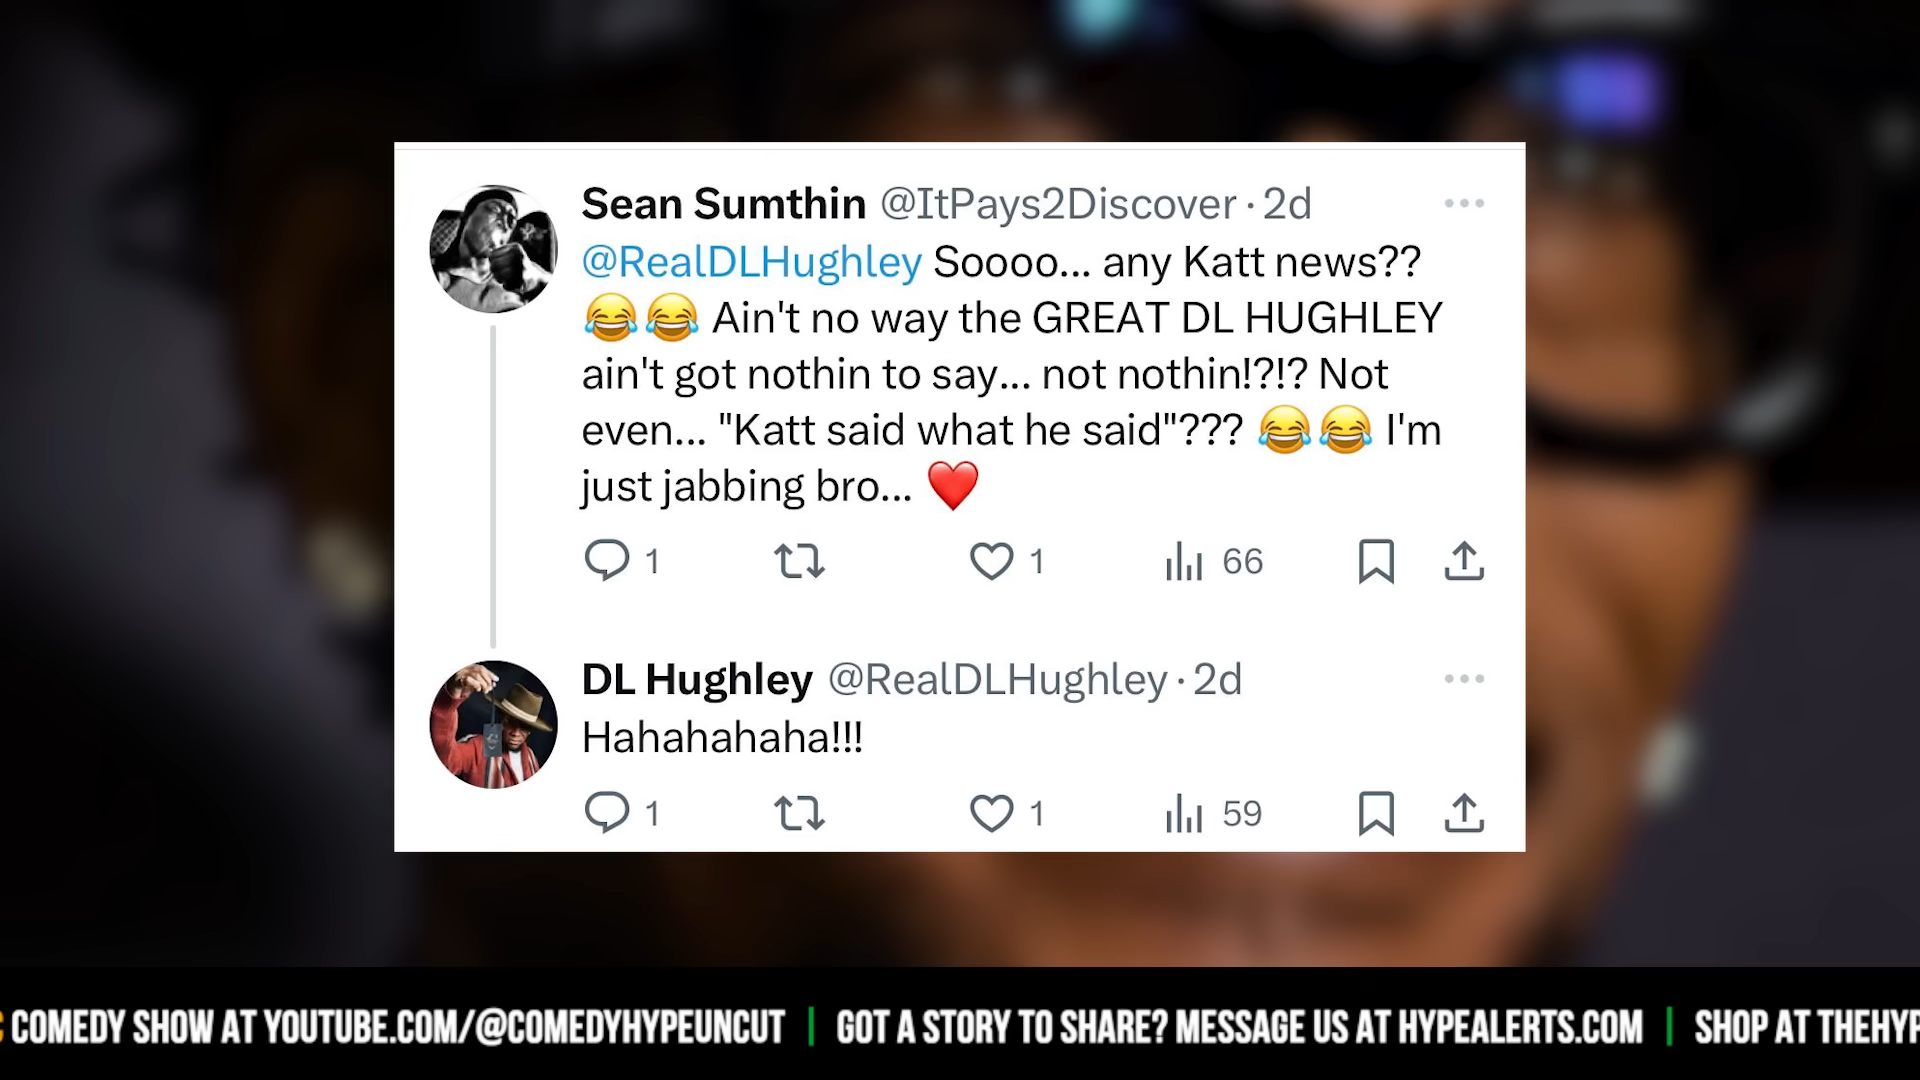 Sean Sumthin @ItPays2Discover · 2d
@RealDLHughley Soooo... any Katt news??
😂😂 Ain't no way the GREAT DL HUGHLEY
ain't got nothin to say... not nothin!?!? Not
even... "Katt said what he said"??? 😂😂 I'm
just jabbing bro... ❤️
1 1 66
DL Hughley @RealDLHughley · 2d
Hahahahaha!!!
1 1 59
COMEDY SHOW AT YOUTUBE.COM/@COMEDYHYPEUNCUT | GOT A STORY TO SHARE? MESSAGE US AT HYPEALERTS.COM | SHOP AT THEHYP